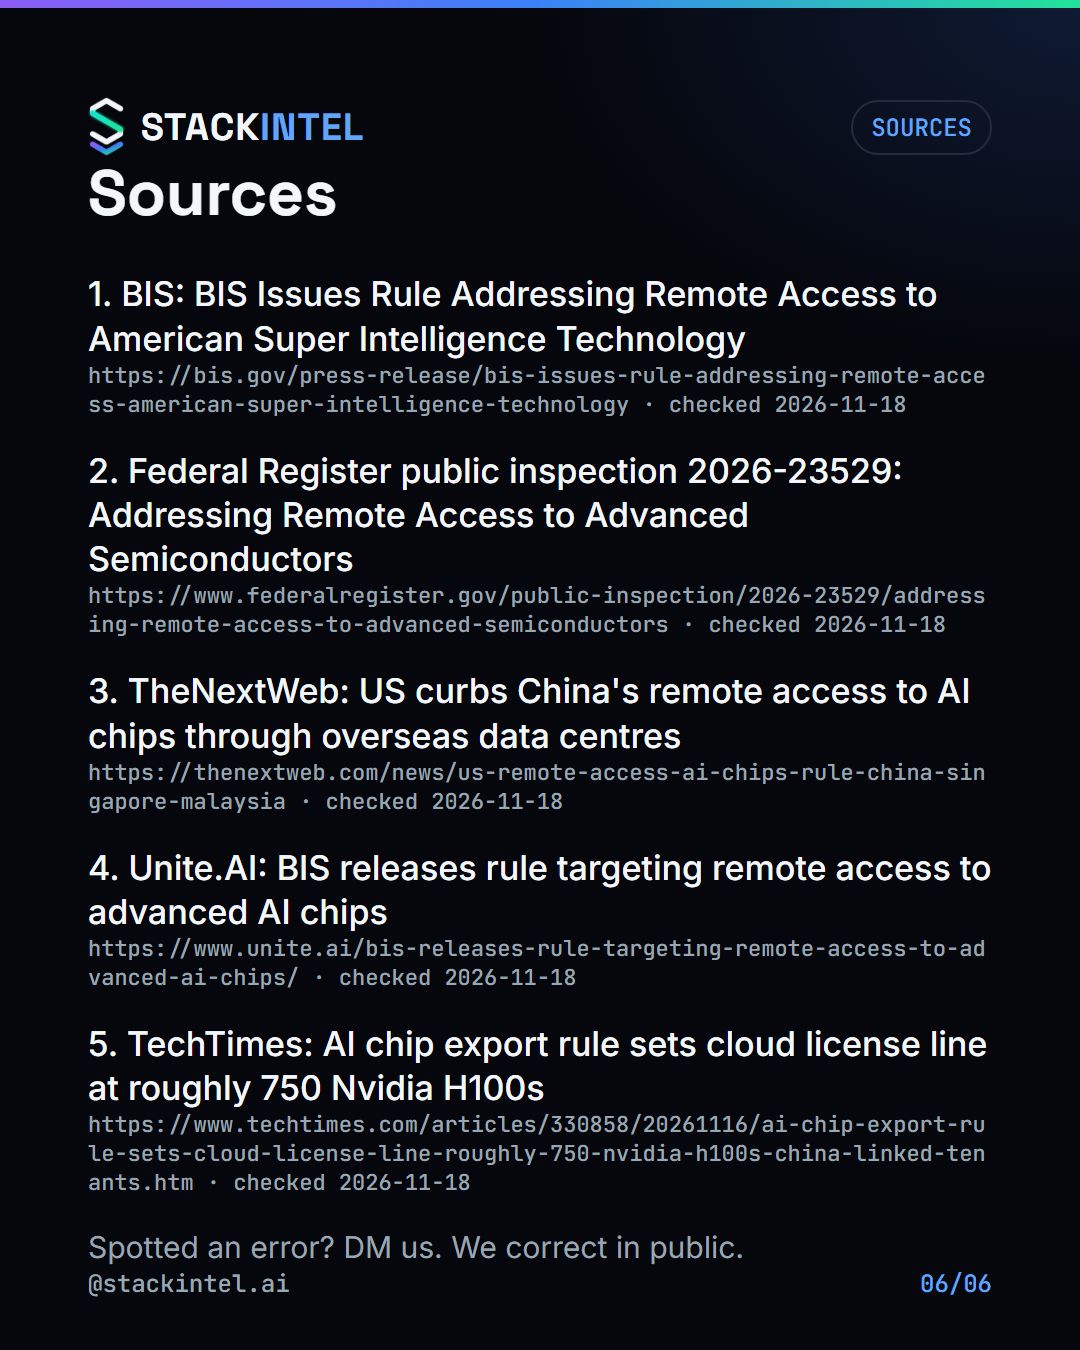 STACKINTEL
SOURCES
Sources
1. BIS: BIS Issues Rule Addressing Remote Access to
American Super Intelligence Technology
https://bis.gov/press-release/bis-issues-rule-addressing-remote-acce
ss-american-super-intelligence-technology · checked 2026-11-18
2. Federal Register public inspection 2026-23529:
Addressing Remote Access to Advanced
Semiconductors
https://www.federalregister.gov/public-inspection/2026-23529/address
ing-remote-access-to-advanced-semiconductors · checked 2026-11-18
3. TheNextWeb: US curbs China's remote access to AI
chips through overseas data centres
https://thenextweb.com/news/us-remote-access-ai-chips-rule-china-sin
gapore-malaysia · checked 2026-11-18
4. Unite.AI: BIS releases rule targeting remote access to
advanced AI chips
https://www.unite.ai/bis-releases-rule-targeting-remote-access-to-ad
vanced-ai-chips/ · checked 2026-11-18
5. TechTimes: AI chip export rule sets cloud license line
at roughly 750 Nvidia H100s
https://www.techtimes.com/articles/330858/20261116/ai-chip-export-ru
le-sets-cloud-license-line-roughly-750-nvidia-h100s-china-linked-ten
ants.htm · checked 2026-11-18
Spotted an error? DM us. We correct in public.
@stackintel.ai
06/06